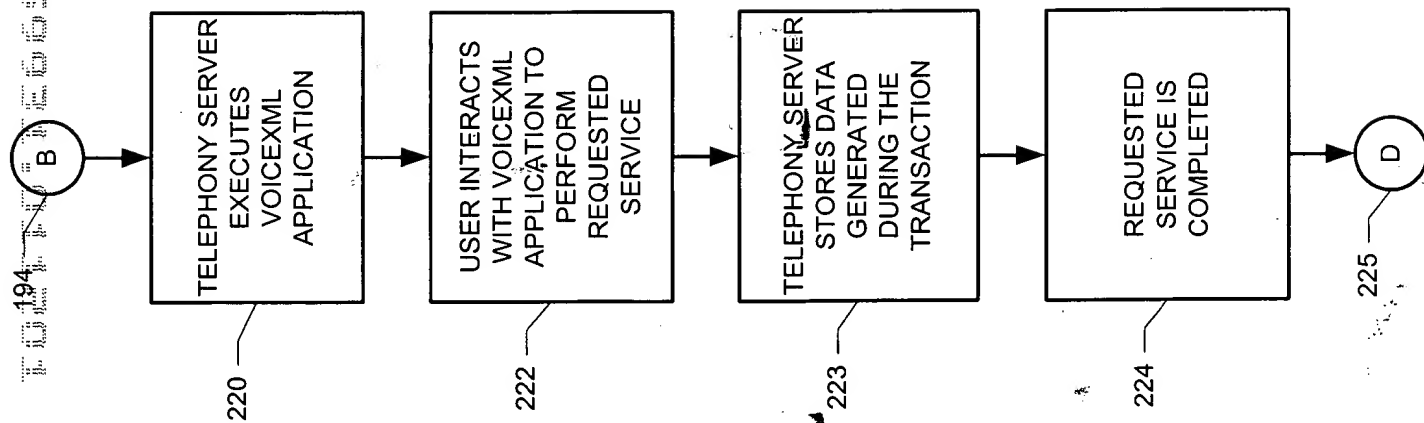 194
B
TELEPHONY SERVER
EXECUTES
VOICEXML
APPLICATION
220
USER INTERACTS
WITH VOICEXML
APPLICATION TO
PERFORM
REQUESTED
SERVICE
222
TELEPHONY SERVER
STORES DATA
GENERATED
DURING THE
TRANSACTION
223
REQUESTED
SERVICE IS
COMPLETED
224
D
225